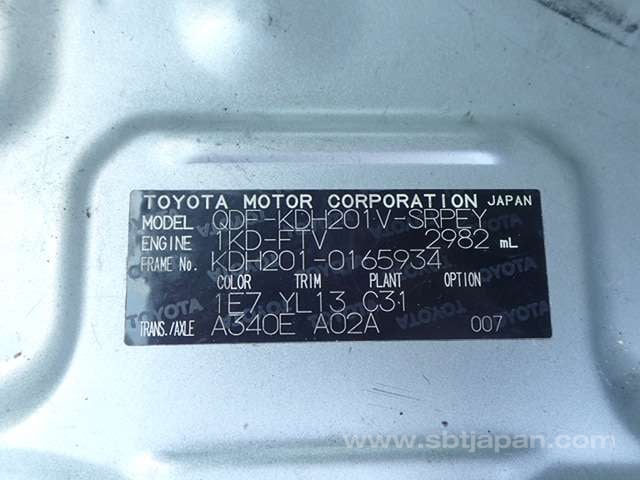 TOYOTA MOTOR CORPORATION JAPAN
MODEL QDF-KDH201V-SRPEY
ENGINE 1KD-FTV 2982 mL
FRAME No. KDH201-0165934
COLOR TRIM PLANT OPTION
1E7 YL13 C31
TRANS./AXLE A340E A02A 007
www.sbtjapan.com